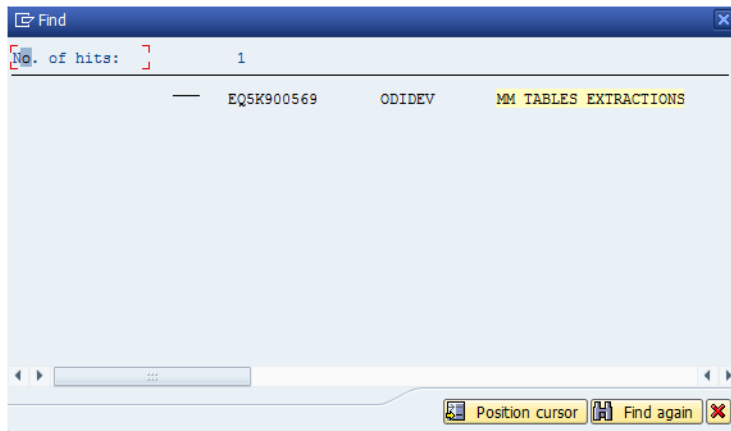 Find
No. of hits: 1
EQ5K900569 ODIDEV MM TABLES EXTRACTIONS
Position cursor Find again